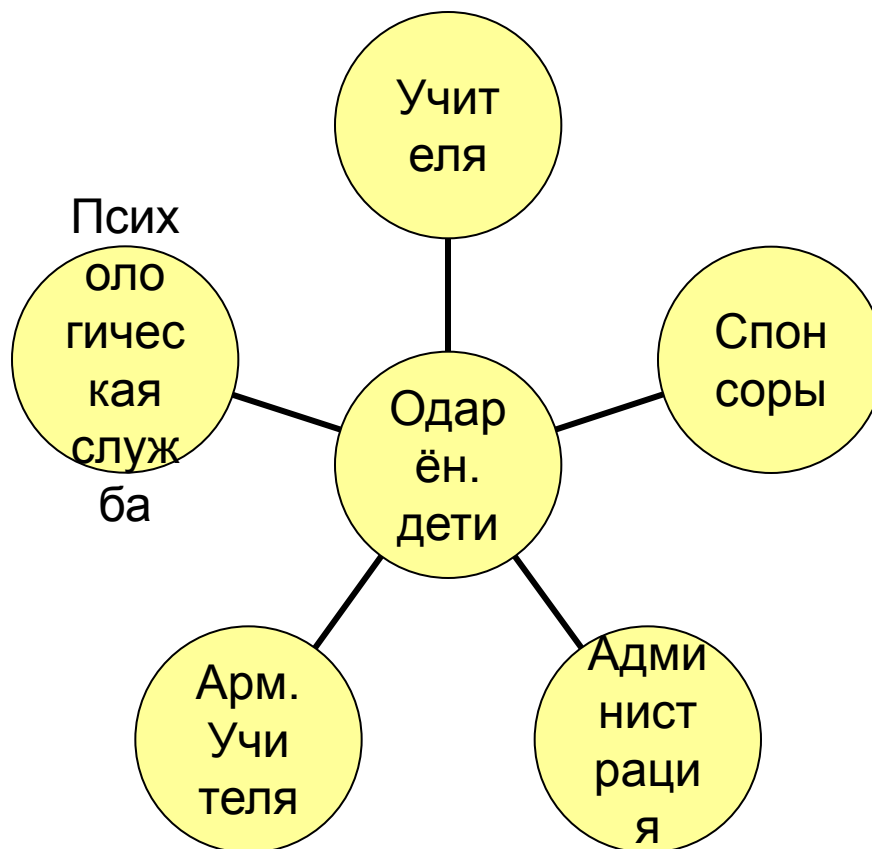 Учит
еля
Псих
оло
гичес
кая
служ
ба
Спон
соры
Одар
ён.
дети
Арм.
Учи
теля
Адми
нист
раци
я